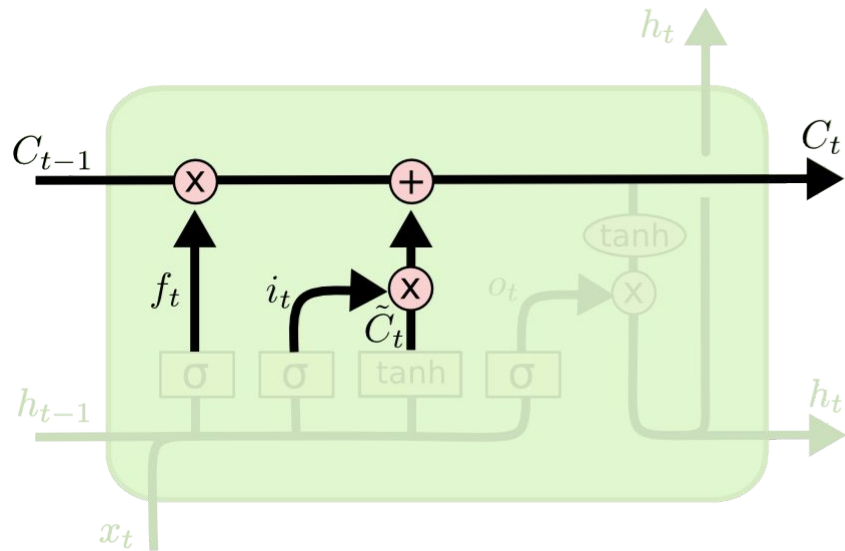 h_t
C_{t-1}
C_t
x
+
f_t
i_t
x
C̃_t
o_t
tanh
x
σ
σ
tanh
σ
h_{t-1}
h_t
x_t